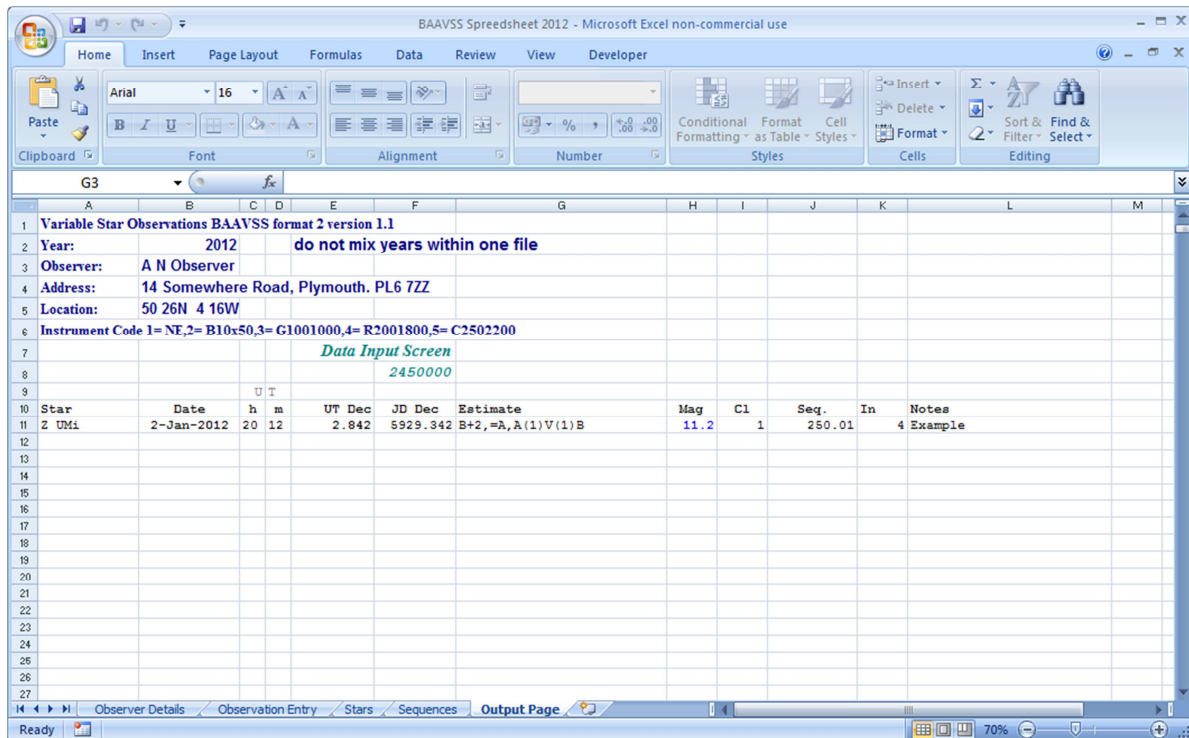 BAAVSS Spreedsheet 2012 - Microsoft Excel non-commercial use
Home Insert Page Layout Formulas Data Review View Developer
Paste
Arial 16
B I U
Conditional Formatting
Format as Table
Cell Styles
Insert
Delete
Format
Sort & Filter
Find & Select
Clipboard Font Alignment Number Styles Cells Editing
G3 fx
A B C D E F G H I J K L M
1 Variable Star Observations BAAVSS format 2 version 1.1
2 Year: 2012 do not mix years within one file
3 Observer: A N Observer
4 Address: 14 Somewhere Road, Plymouth. PL6 7ZZ
5 Location: 50 26N 4 16W
6 Instrument Code 1= NE,2= B10x50,3= G1001000,4= R2001800,5= C2502200
7 Data Input Screen
8 2450000
9 U T
10 Star Date h m UT Dec JD Dec Estimate Mag Cl Seq. In Notes
11 Z UMi 2-Jan-2012 20 12 2.842 5929.342 B+2,=A,A(1)V(1)B 11.2 1 250.01 4 Example
12
13
14
15
16
17
18
19
20
21
22
23
24
25
26
27
Observer Details Observation Entry Stars Sequences Output Page
Ready 70%